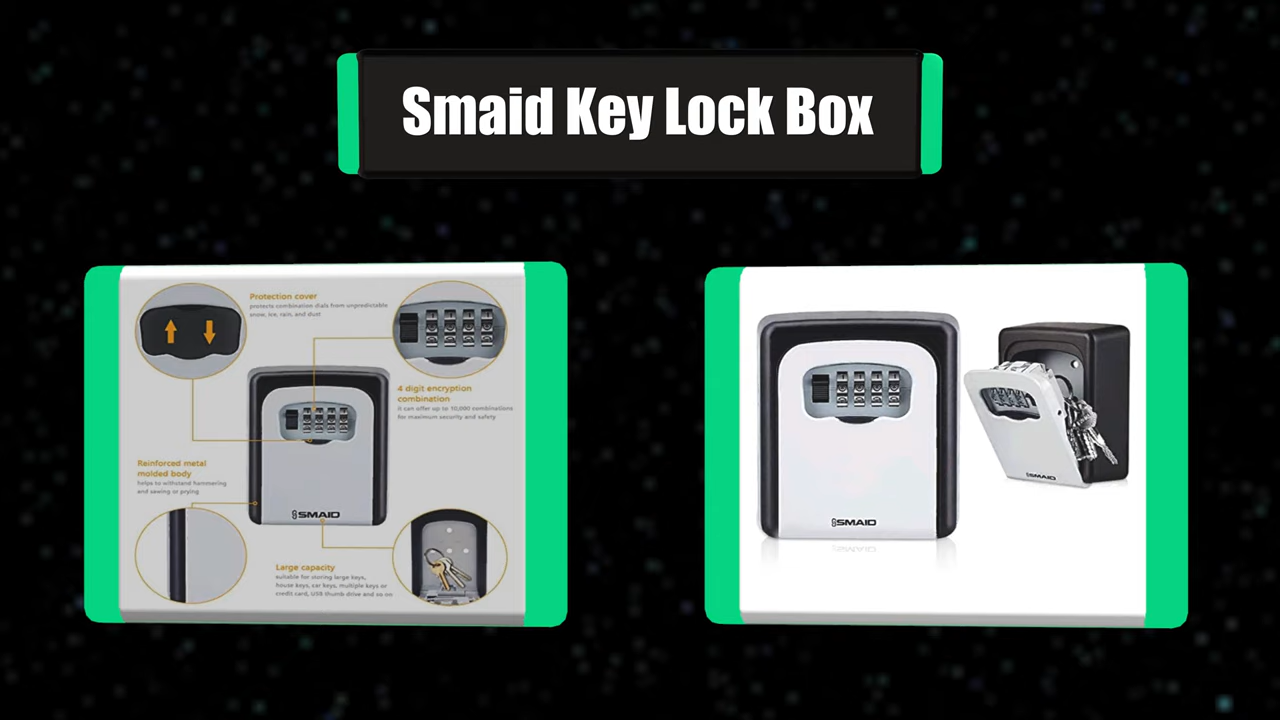 Smaid Key Lock Box
Protection cover
protects combination dials from unpredictable
snow, ice, rain, and dust
4 digit encryption
combination
it can offer up to 10,000 combinations
for maximum security and safety
Reinforced metal
molded body
helps to withstand hammering
and sawing or prying
SMAID
Large capacity
suitable for storing large keys,
house keys, car keys, multiple keys or
credit card, USB thumb drive and so on
SMAID
SMAID